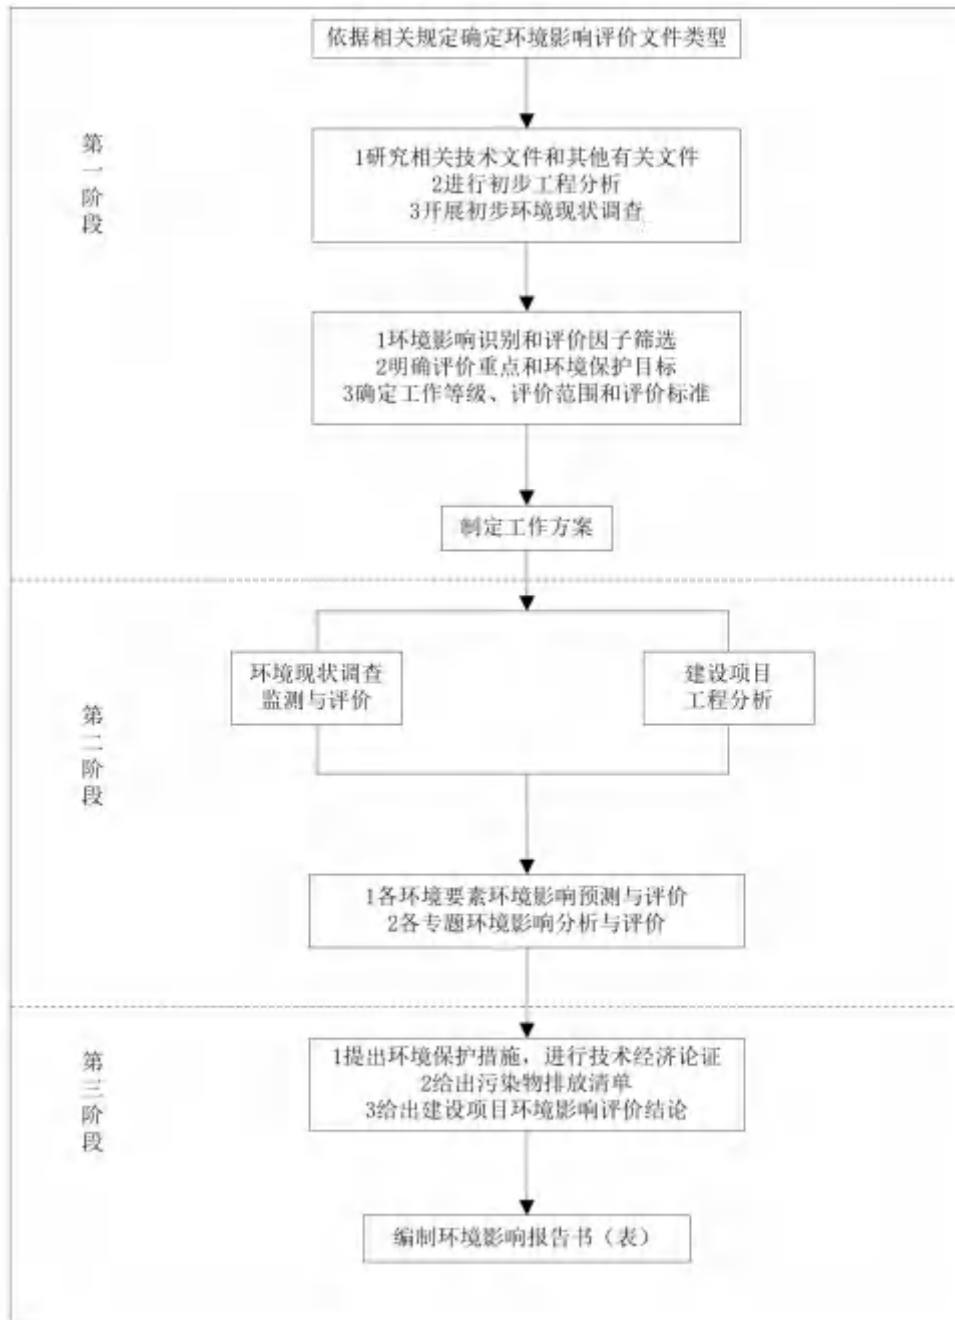 依据相关规定确定环境影响评价文件类型
第一阶段
1研究相关技术文件和其他有关文件
2进行初步工程分析
3开展初步环境现状调查
1环境影响识别和评价因子筛选
2明确评价重点和环境保护目标
3确定工作等级、评价范围和评价标准
制定工作方案
第二阶段
环境现状调查
监测与评价
建设项目
工程分析
1各环境要素环境影响预测与评价
2各专题环境影响分析与评价
第三阶段
1提出环境保护措施，进行技术经济论证
2给出污染物排放清单
3给出建设项目环境影响评价结论
编制环境影响报告书（表）